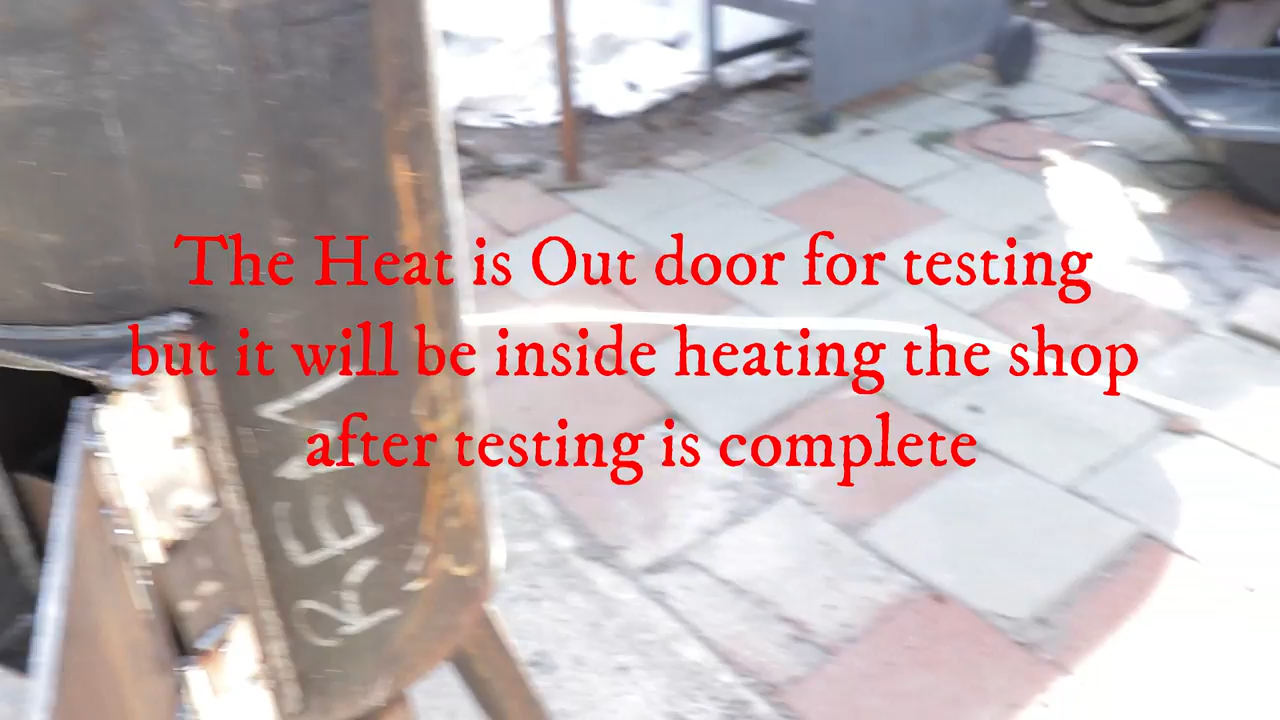 The Heat is Out door for testing
but it will be inside heating the shop
after testing is complete